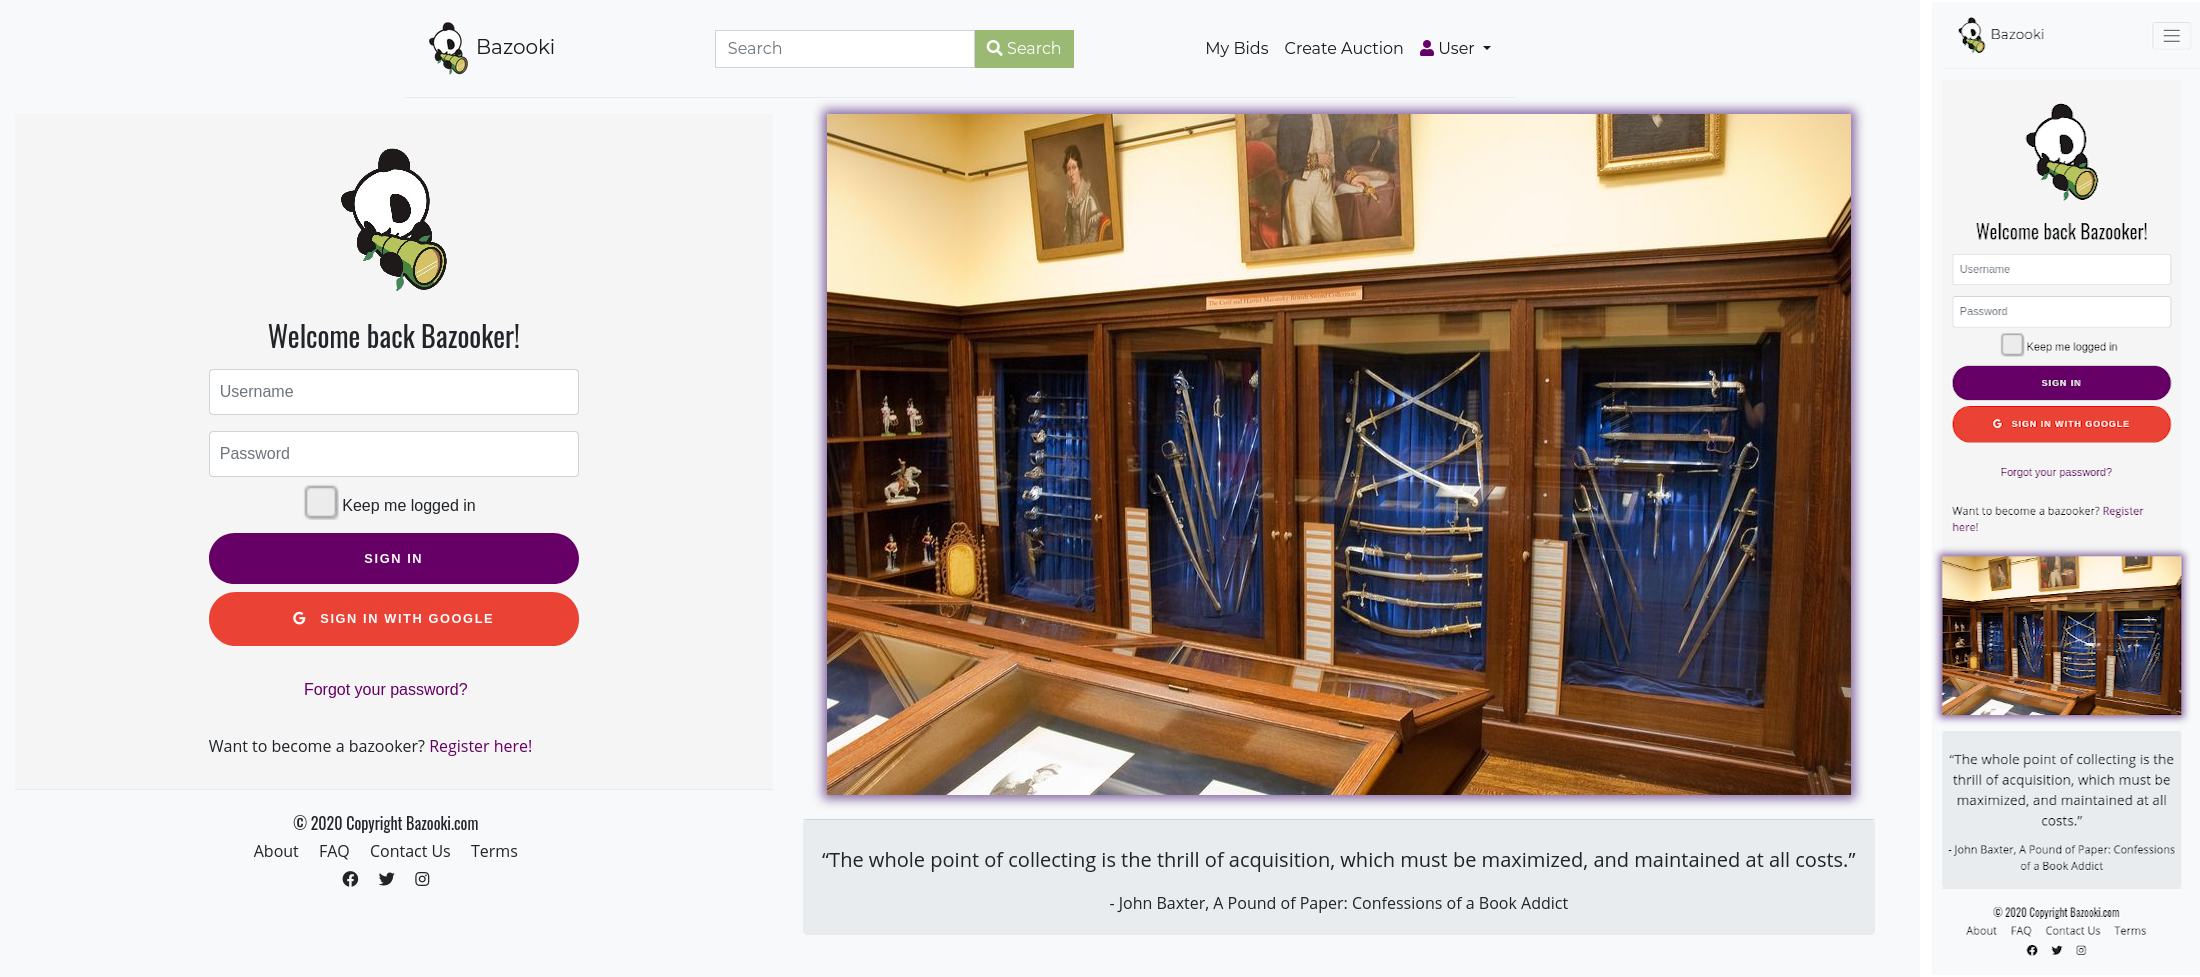 Bazooki
Search
Search
My Bids Create Auction User
Welcome back Bazooker!
Username
Password
Keep me logged in
SIGN IN
SIGN IN WITH GOOGLE
Forgot your password?
Want to become a bazooker? Register here!
© 2020 Copyright Bazooki.com
About FAQ Contact Us Terms
“The whole point of collecting is the thrill of acquisition, which must be maximized, and maintained at all costs.”
- John Baxter, A Pound of Paper: Confessions of a Book Addict
Bazooki
Welcome back Bazooker!
Username
Password
Keep me logged in
SIGN IN
SIGN IN WITH GOOGLE
Forgot your password?
Want to become a bazooker? Register
here!
“The whole point of collecting is the
thrill of acquisition, which must be
maximized, and maintained at all
costs.”
- John Baxter, A Pound of Paper: Confessions
of a Book Addict
© 2020 Copyright Bazooki.com
About FAQ Contact Us Terms